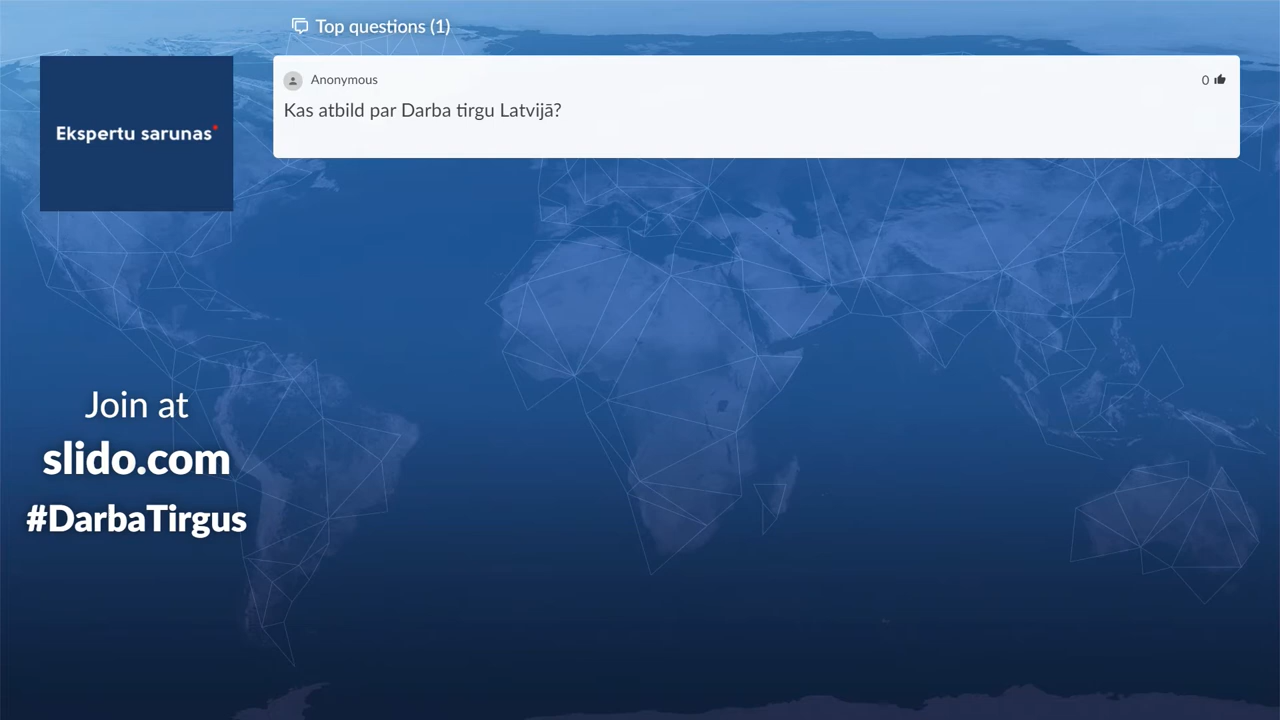 Top questions (1)
Ekspertu sarunas
Anonymous
0
Kas atbild par Darba tirgu Latvijā?
Join at
slido.com
#DarbaTirgus